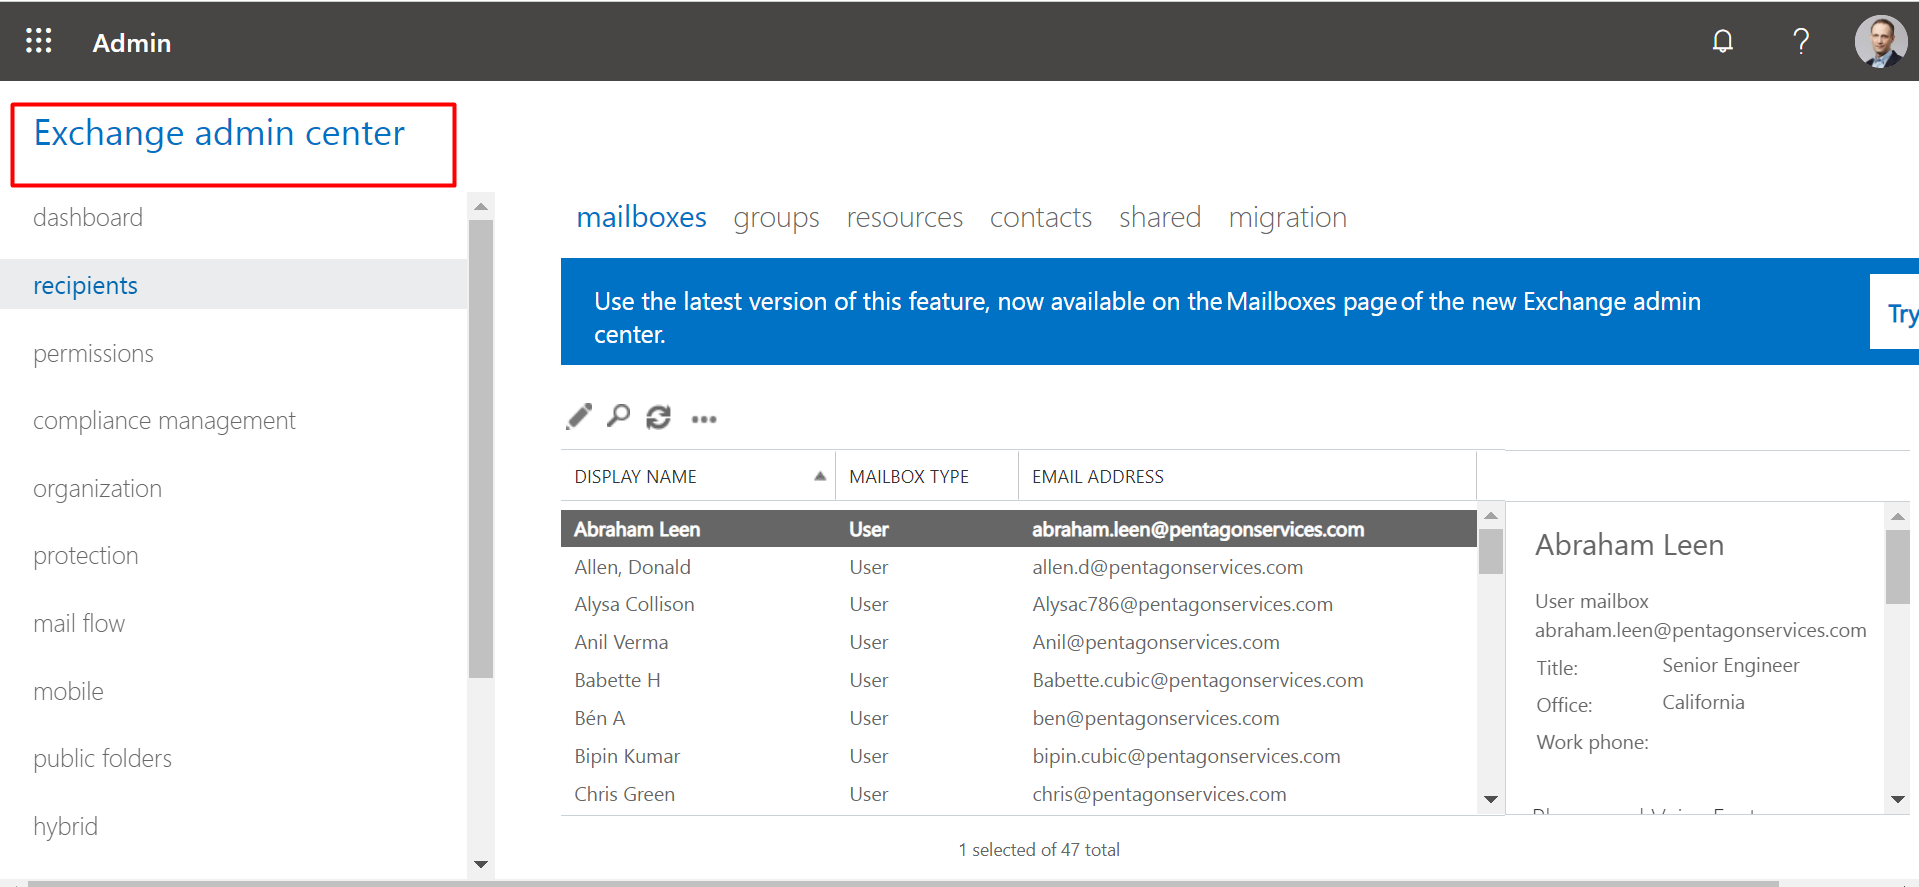 Admin
Exchange admin center
dashboard
recipients
permissions
compliance management
organization
protection
mail flow
mobile
public folders
hybrid
mailboxes groups resources contacts shared migration
Use the latest version of this feature, now available on the Mailboxes page of the new Exchange admin
center.
Try
DISPLAY NAME MAILBOX TYPE EMAIL ADDRESS
Abraham Leen User abraham.leen@pentagonservices.com
Allen, Donald User allen.d@pentagonservices.com
Alysa Collison User Alysac786@pentagonservices.com
Anil Verma User Anil@pentagonservices.com
Babette H User Babette.cubic@pentagonservices.com
Bén A User ben@pentagonservices.com
Bipin Kumar User bipin.cubic@pentagonservices.com
Chris Green User chris@pentagonservices.com
1 selected of 47 total
Abraham Leen
User mailbox
abraham.leen@pentagonservices.com
Title: Senior Engineer
Office: California
Work phone: